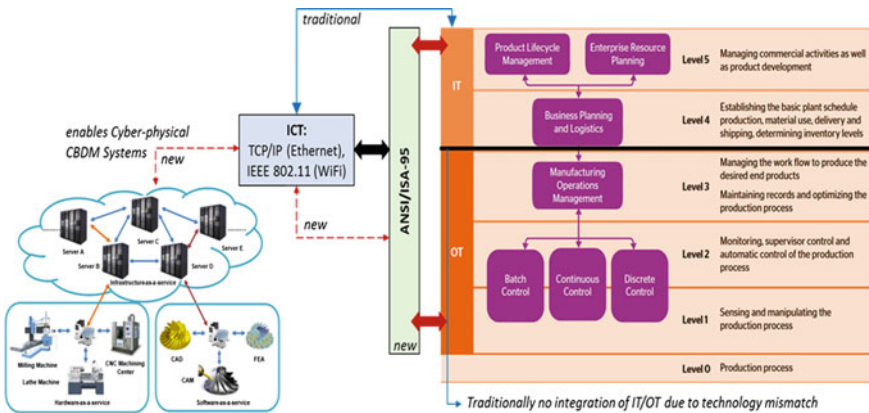 traditional
enables Cyber-physical
CBDM Systems
new
ICT:
TCP/IP (Ethernet),
IEEE 802.11 (WiFi)
new
Server A
Server B
Server C
Server D
Server E
Infrastructure-as-a-service
Milling Machine
Lathe Machine
CNC Machining
Center
Hardware-as-a-service
CAD
FEA
CAM
Software-as-a-service
ANSI/ISA-95
new
IT
OT
Product Lifecycle
Management
Enterprise Resource
Planning
Level 5
Managing commercial activities as well
as product development
Business Planning
and Logistics
Level 4
Establishing the basic plant schedule
production, material use, delivery and
shipping, determining inventory levels
Manufacturing
Operations
Management
Level 3
Managing the work flow to produce the
desired end products
Maintaining records and optimizing the
production process
Batch
Control
Continuous
Control
Discrete
Control
Level 2
Monitoring, supervisor control and
automatic control of the production
process
Level 1
Sensing and manipulating the
production process
Level 0
Production process
Traditionally no integration of IT/OT due to technology mismatch